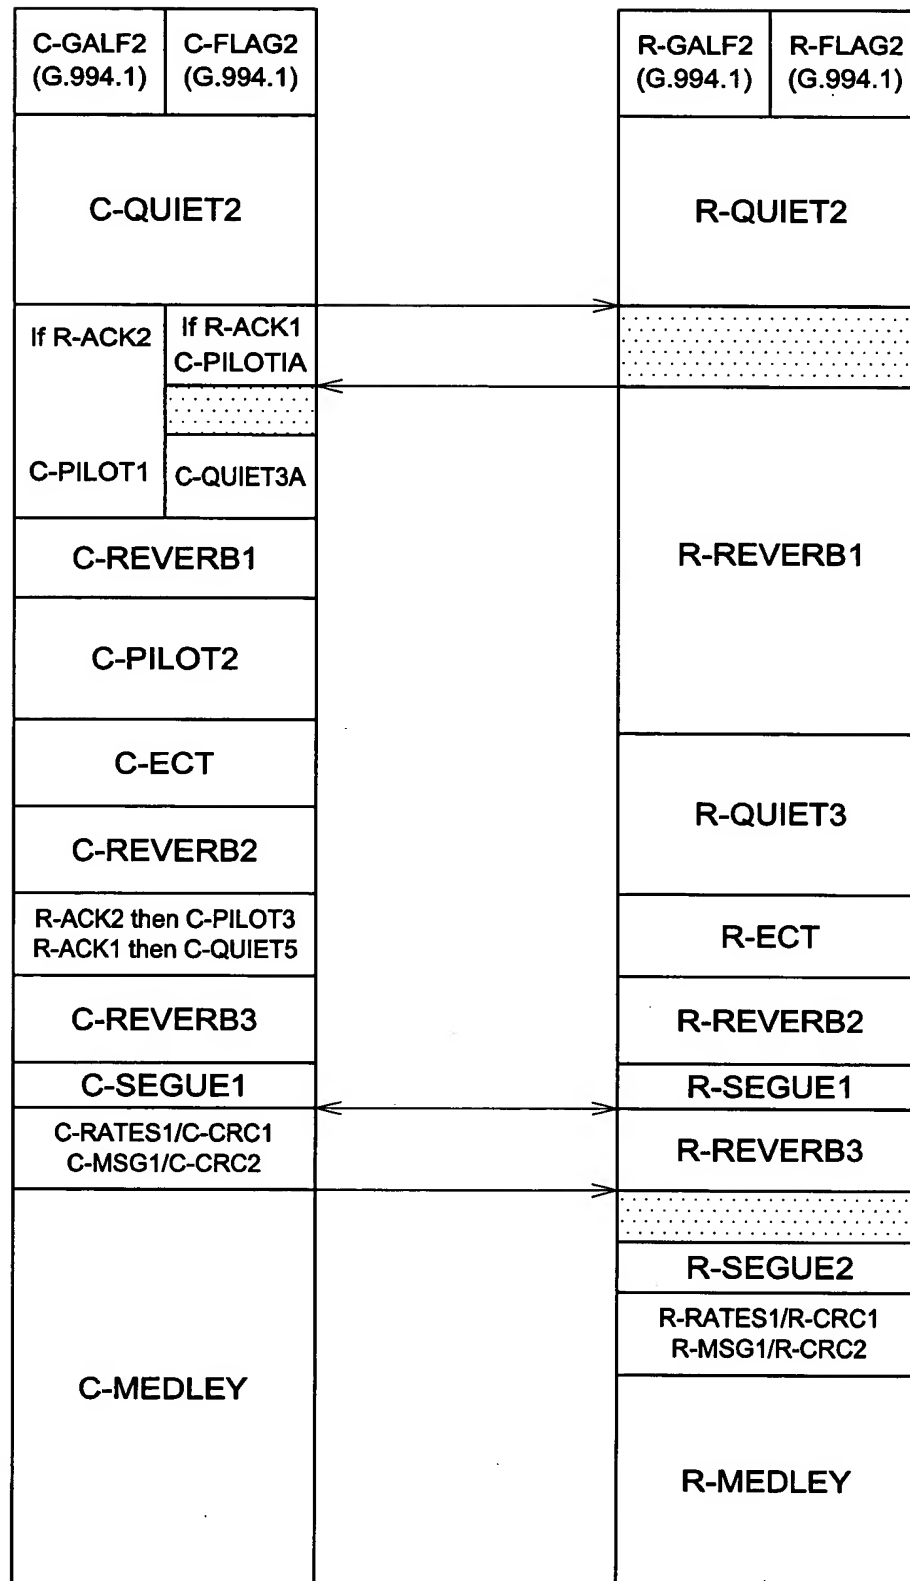 C-GALF2
(G.994.1)
C-FLAG2
(G.994.1)
C-QUIET2
If R-ACK2
C-PILOT1
If R-ACK1
C-PILOTIA
C-QUIET3A
C-REVERB1
C-PILOT2
C-ECT
C-REVERB2
R-ACK2 then C-PILOT3
R-ACK1 then C-QUIET5
C-REVERB3
C-SEGUE1
C-RATES1/C-CRC1
C-MSG1/C-CRC2
C-MEDLEY
R-GALF2
(G.994.1)
R-FLAG2
(G.994.1)
R-QUIET2
R-REVERB1
R-QUIET3
R-ECT
R-REVERB2
R-SEGUE1
R-REVERB3
R-SEGUE2
R-RATES1/R-CRC1
R-MSG1/R-CRC2
R-MEDLEY